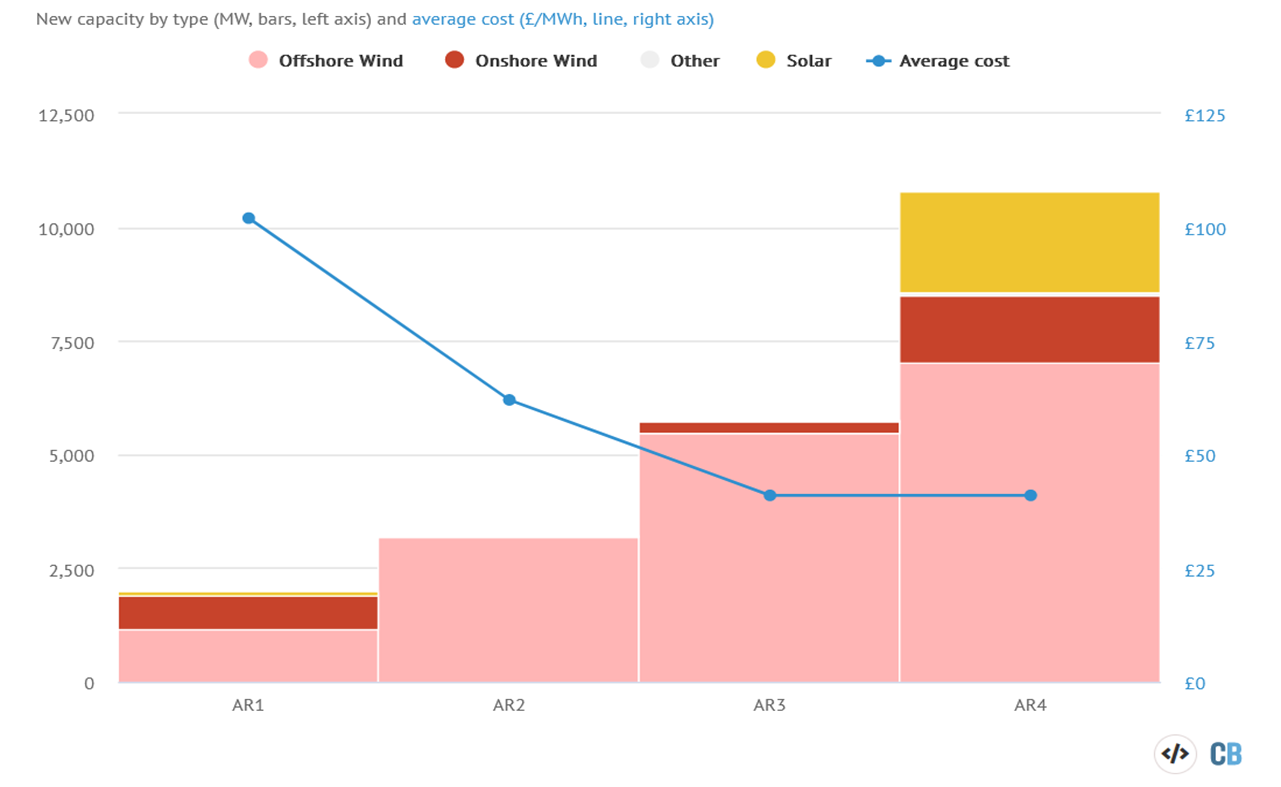 New capacity by type (MW, bars, left axis) and average cost (£/MWh, line, right axis)
Offshore Wind Onshore Wind Other Solar Average cost
12,500 £125
10,000 £100
7,500 £75
5,000 £50
2,500 £25
0 £0
AR1 AR2 AR3 AR4
</> CB